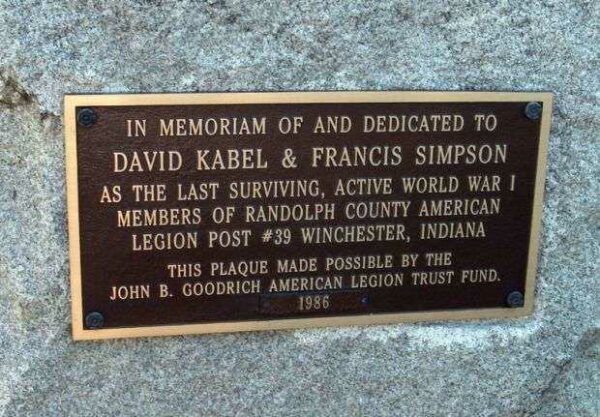 IN MEMORIAM OF AND DEDICATED TO
DAVID KABEL & FRANCIS SIMPSON
AS THE LAST SURVIVING, ACTIVE WORLD WAR I
MEMBERS OF RANDOLPH COUNTY AMERICAN
LEGION POST #39 WINCHESTER, INDIANA
THIS PLAQUE MADE POSSIBLE BY THE
JOHN B. GOODRICH AMERICAN LEGION TRUST FUND.
1986